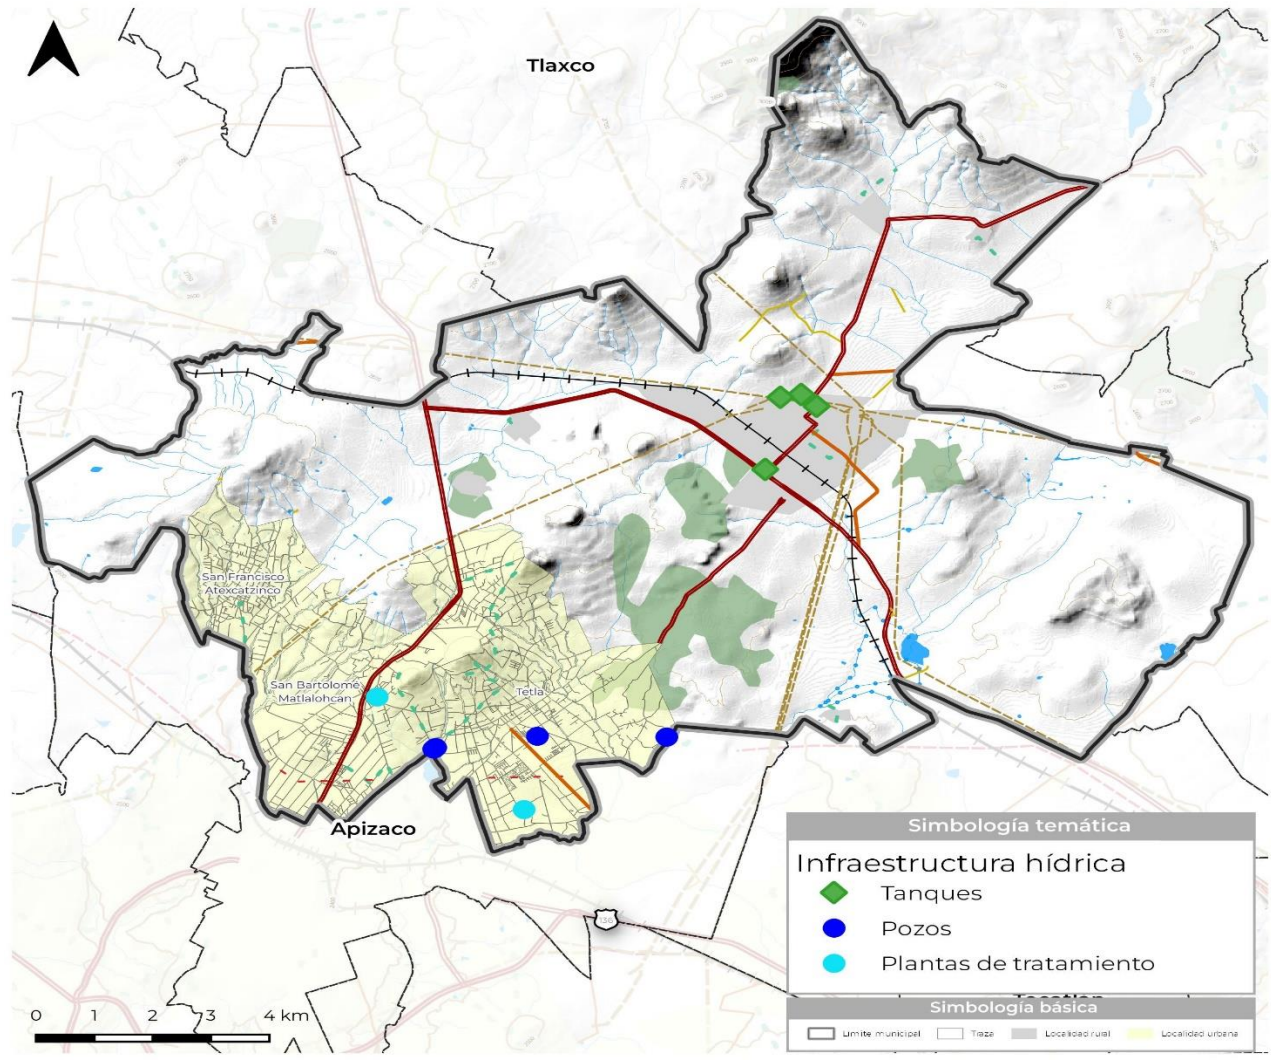 Tlaxco
San Francisco
Atexcatzinco
San Bartolomé
Matlalohcan
Tetla
Apizaco
136
0 1 2 3 4 km
Simbología temática
Infraestructura hídrica
Tanques
Pozos
Plantas de tratamiento
Simbología básica
Limite municipal
Traza
Localidad rural
Localidad urbana